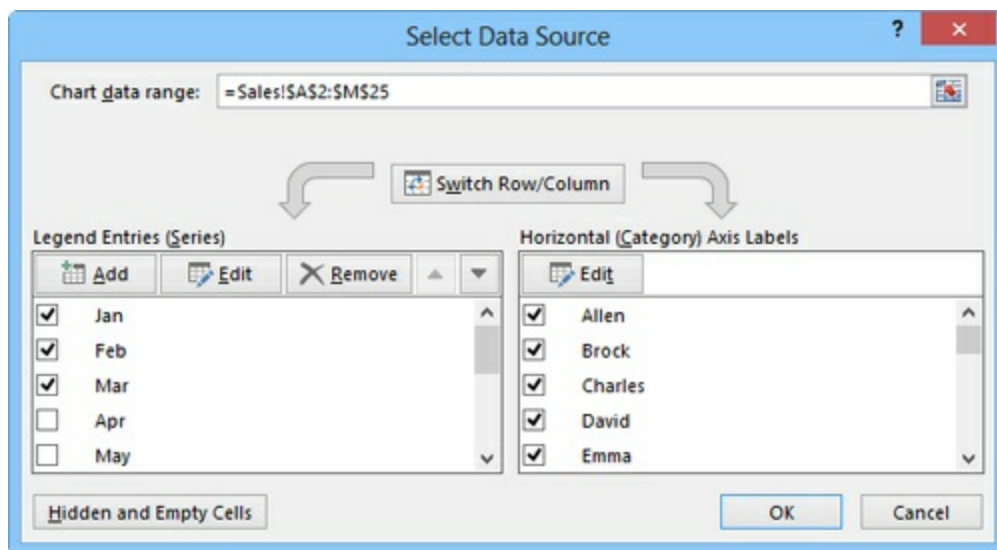 Select Data Source
?
Chart data range: =Sales!$A$2:$M$25
Switch Row/Column
Legend Entries (Series)
Add Edit Remove
Jan
Feb
Mar
Apr
May
Horizontal (Category) Axis Labels
Edit
Allen
Brock
Charles
David
Emma
Hidden and Empty Cells
OK Cancel